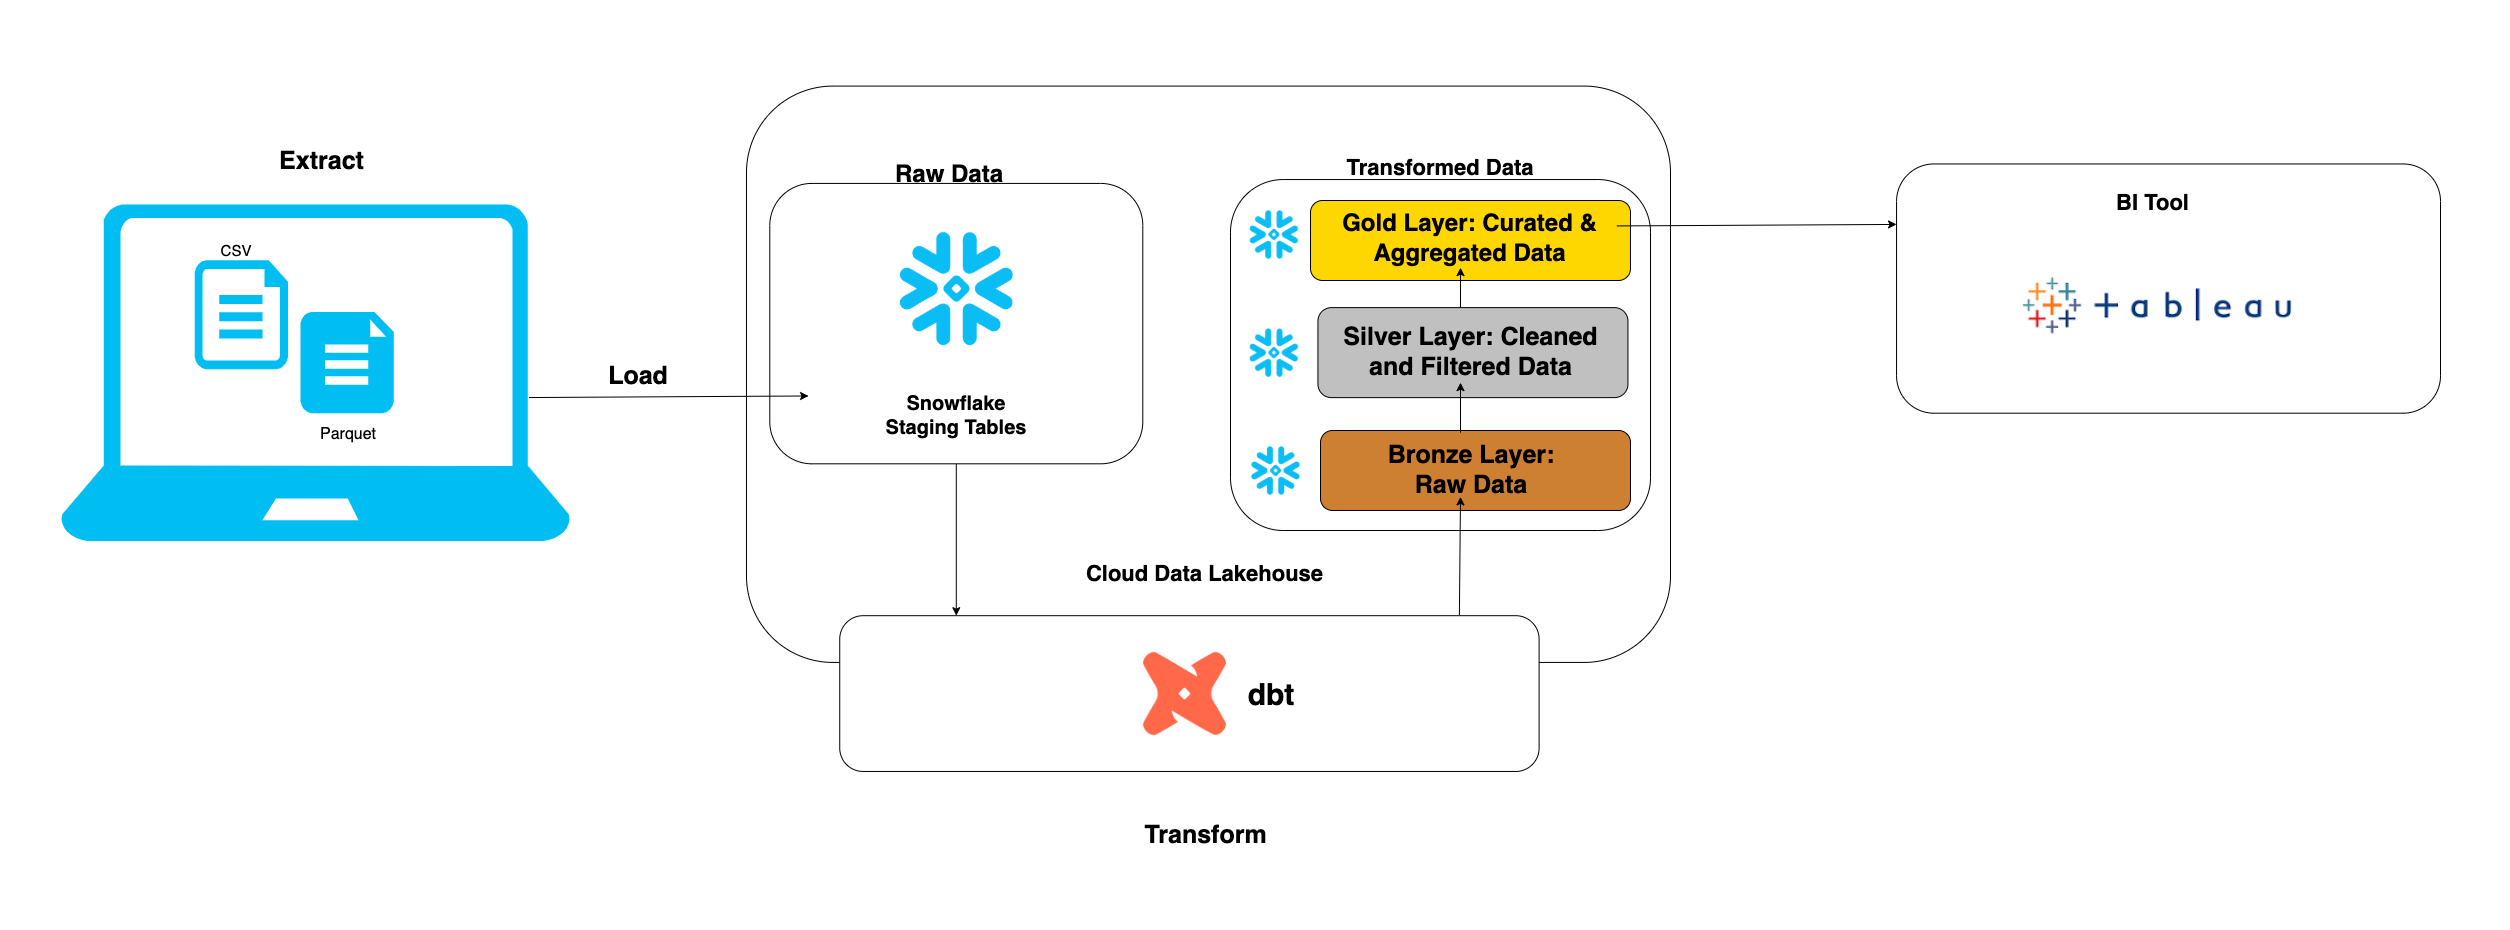 Extract
CSV
Parquet
Load
Raw Data
Snowflake
Staging Tables
Transformed Data
Gold Layer: Curated &
Aggregated Data
Silver Layer: Cleaned
and Filtered Data
Bronze Layer:
Raw Data
Cloud Data Lakehouse
dbt
Transform
BI Tool
tableau